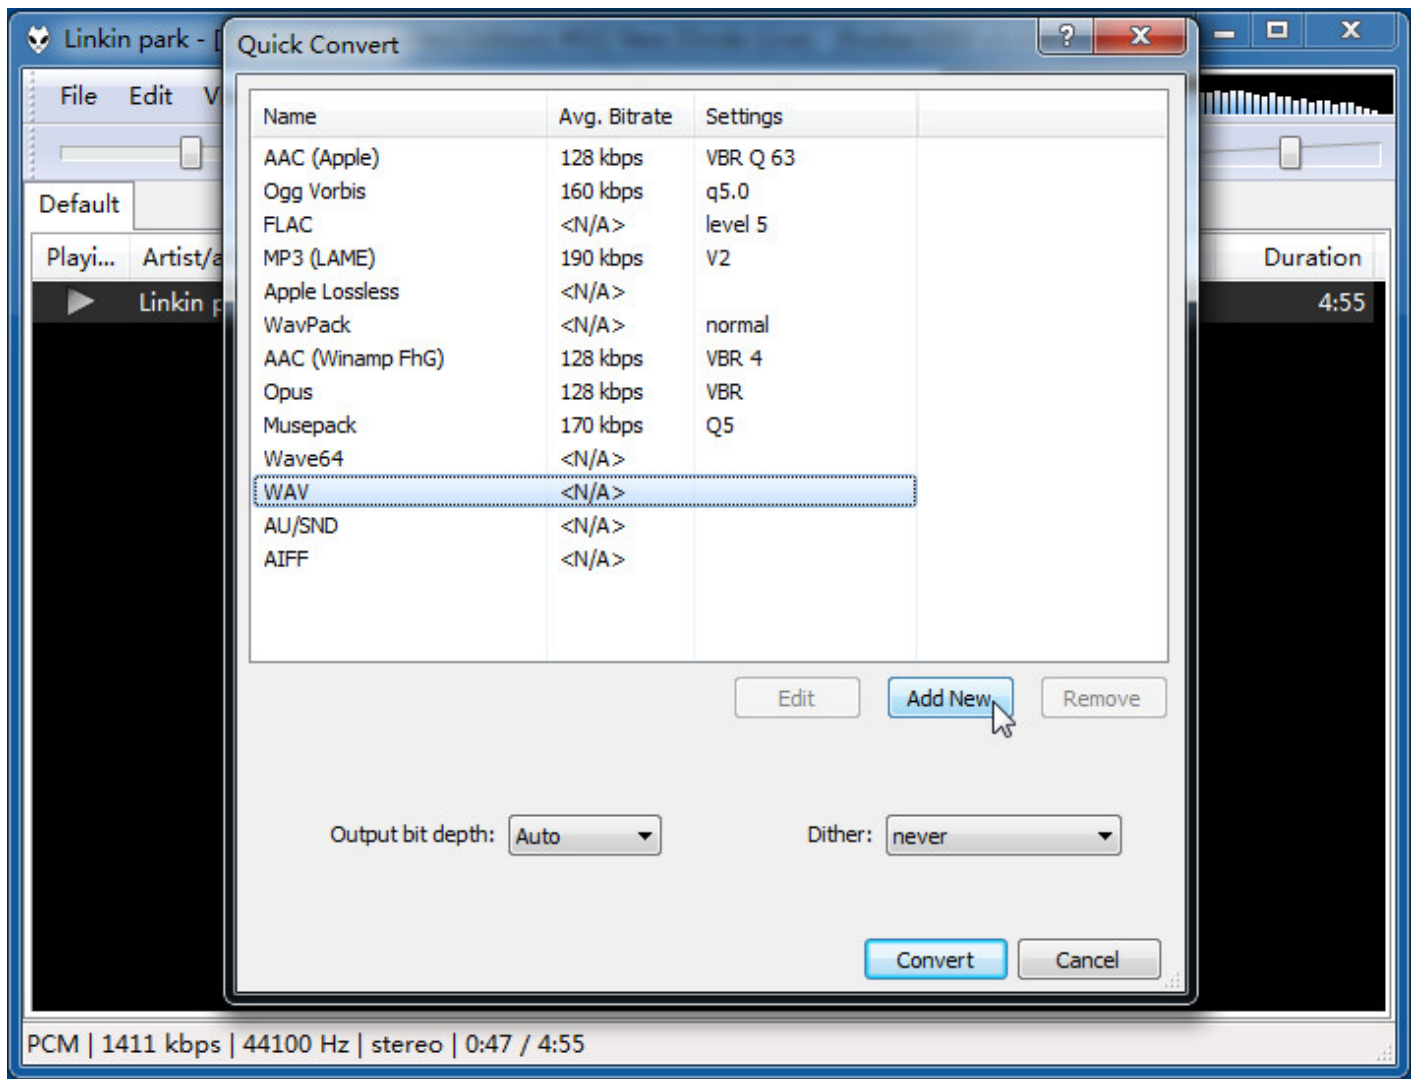 Linkin park - [
Quick Convert
?
X
X
File Edit V
Name Avg. Bitrate Settings
AAC (Apple) 128 kbps VBR Q 63
Ogg Vorbis 160 kbps q5.0
FLAC <N/A> level 5
MP3 (LAME) 190 kbps V2
Apple Lossless <N/A>
WavPack <N/A> normal
AAC (Winamp FhG) 128 kbps VBR 4
Opus 128 kbps VBR
Musepack 170 kbps Q5
Wave64 <N/A>
WAV <N/A>
AU/SND <N/A>
AIFF <N/A>
Default
Playi... Artist/a Duration
Linkin p 4:55
Edit Add New Remove
Output bit depth: Auto Dither: never
Convert Cancel
PCM | 1411 kbps | 44100 Hz | stereo | 0:47 / 4:55